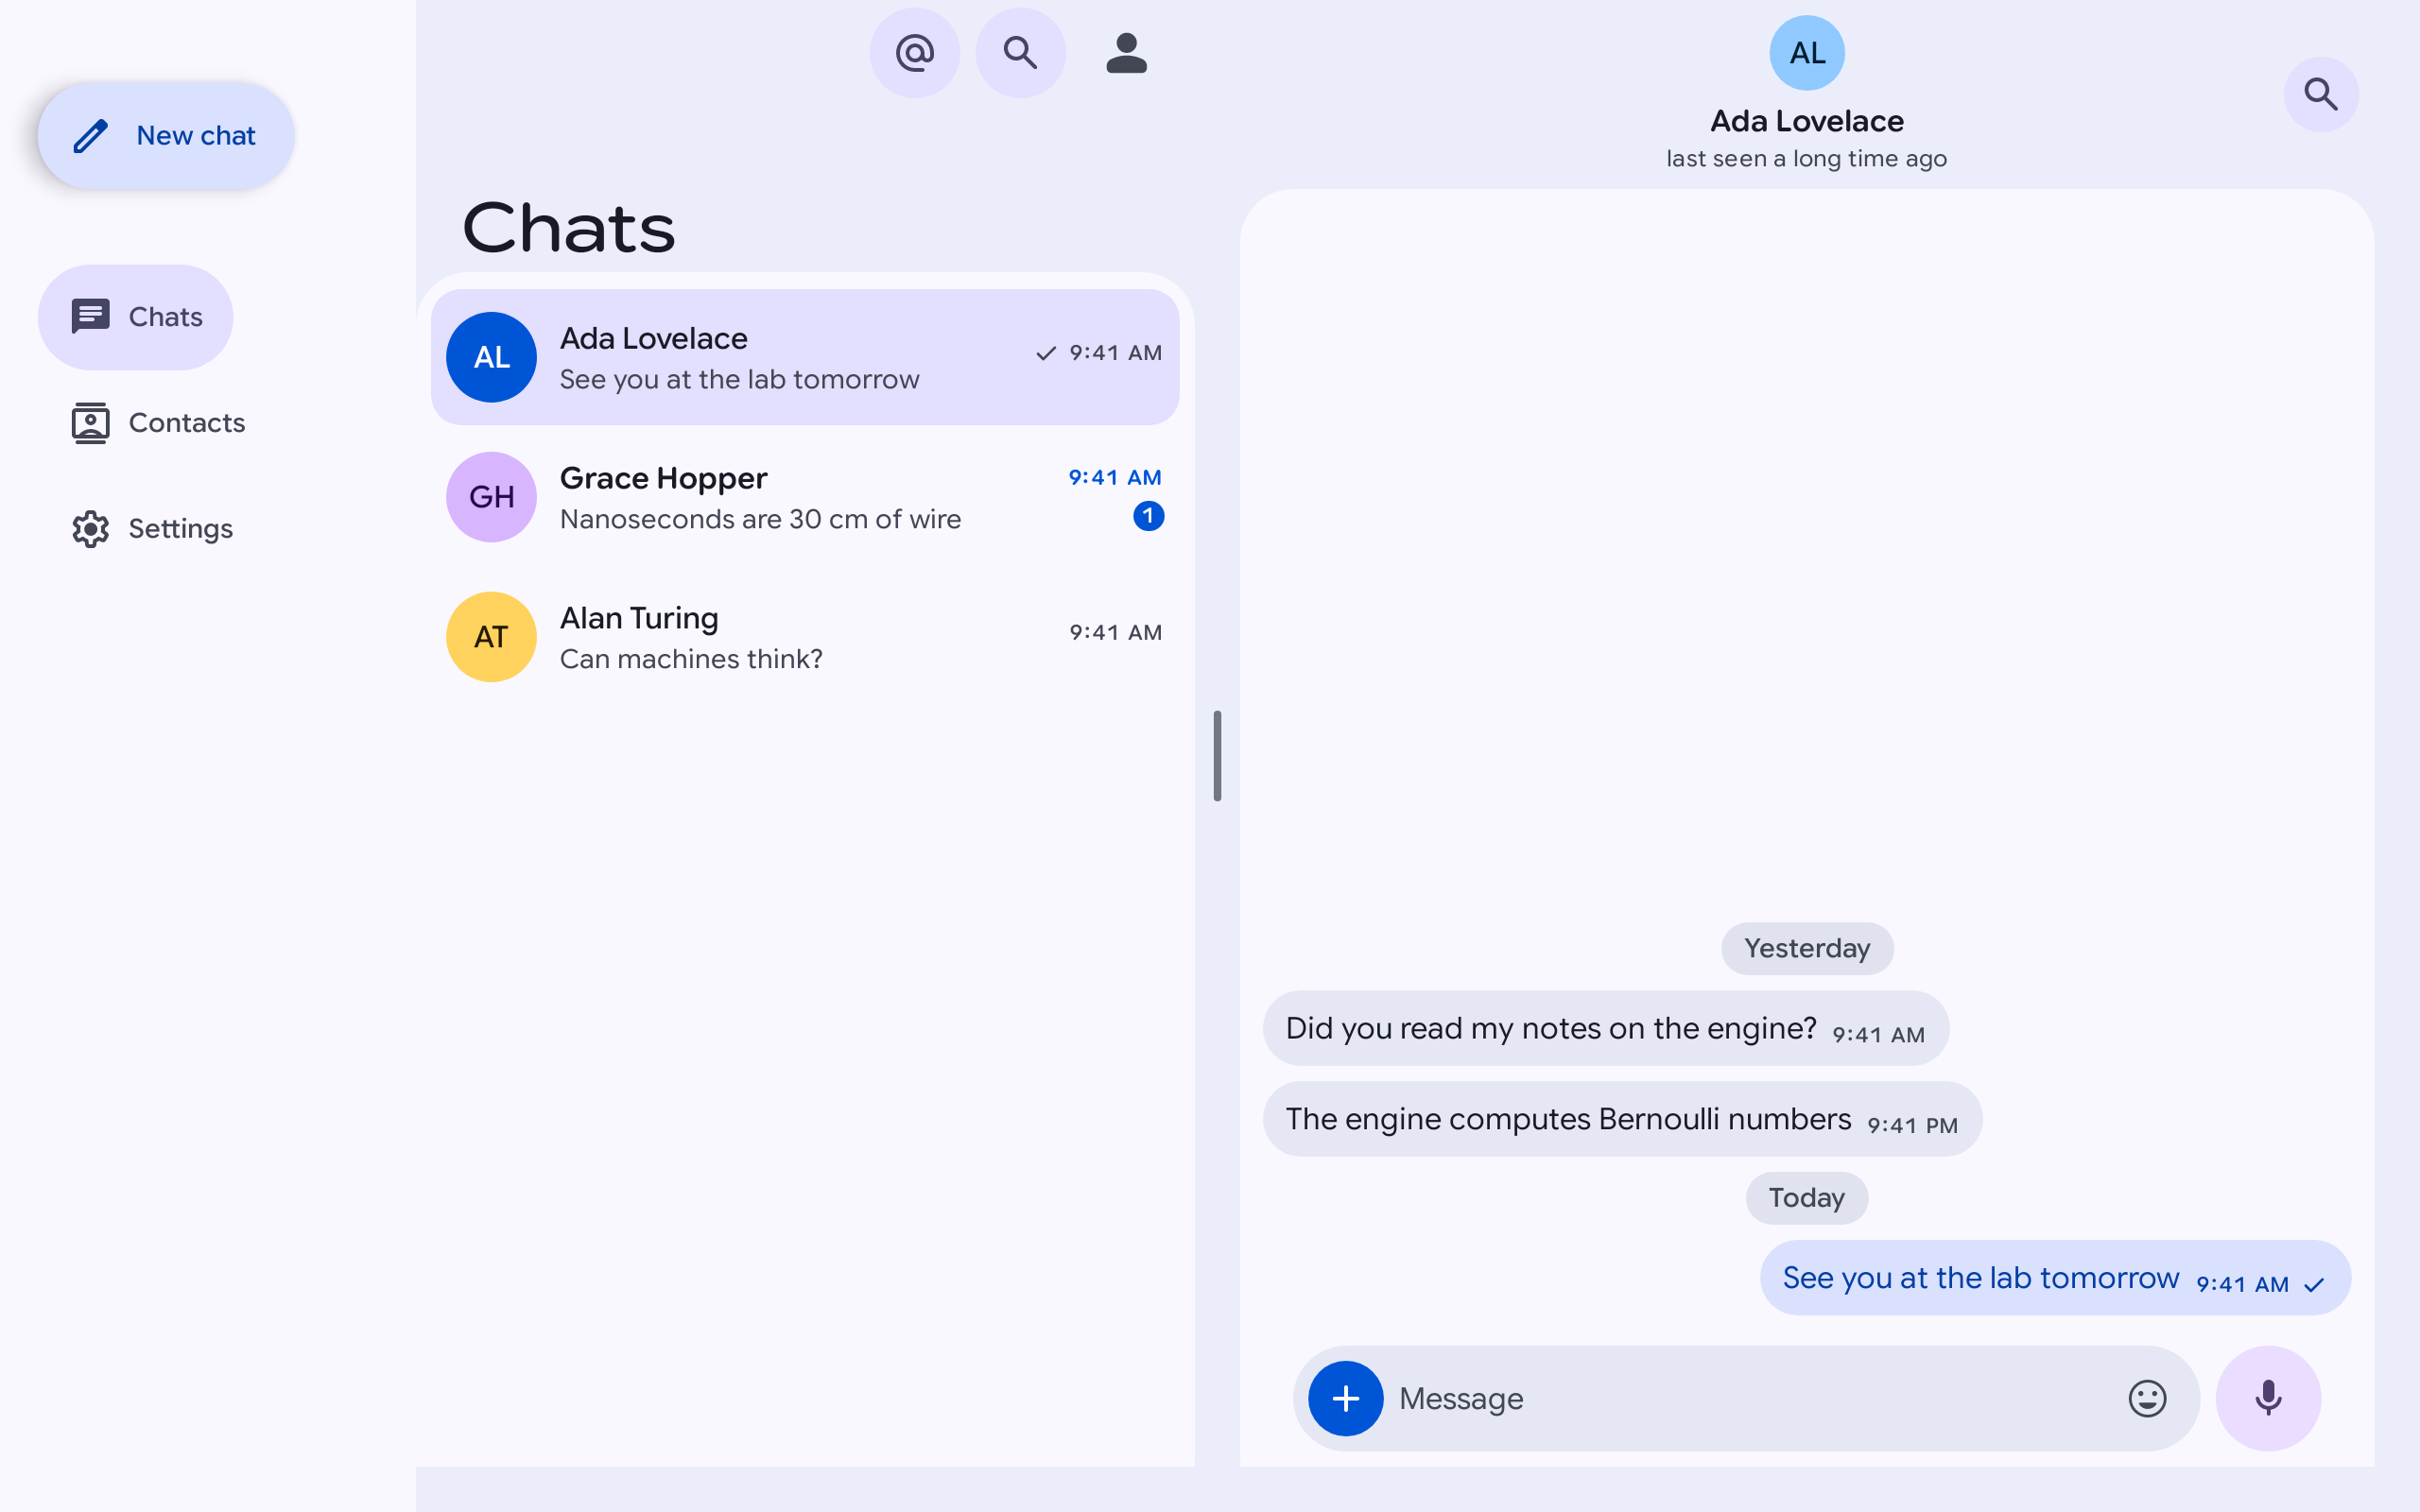 New chat
Chats
Contacts
Settings
Chats
AL
Ada Lovelace
9:41 AM
See you at the lab tomorrow
GH
Grace Hopper
9:41 AM
Nanoseconds are 30 cm of wire
1
AT
Alan Turing
9:41 AM
Can machines think?
AL
Ada Lovelace
last seen a long time ago
Yesterday
Did you read my notes on the engine? 9:41 AM
The engine computes Bernoulli numbers 9:41 PM
Today
See you at the lab tomorrow 9:41 AM
Message